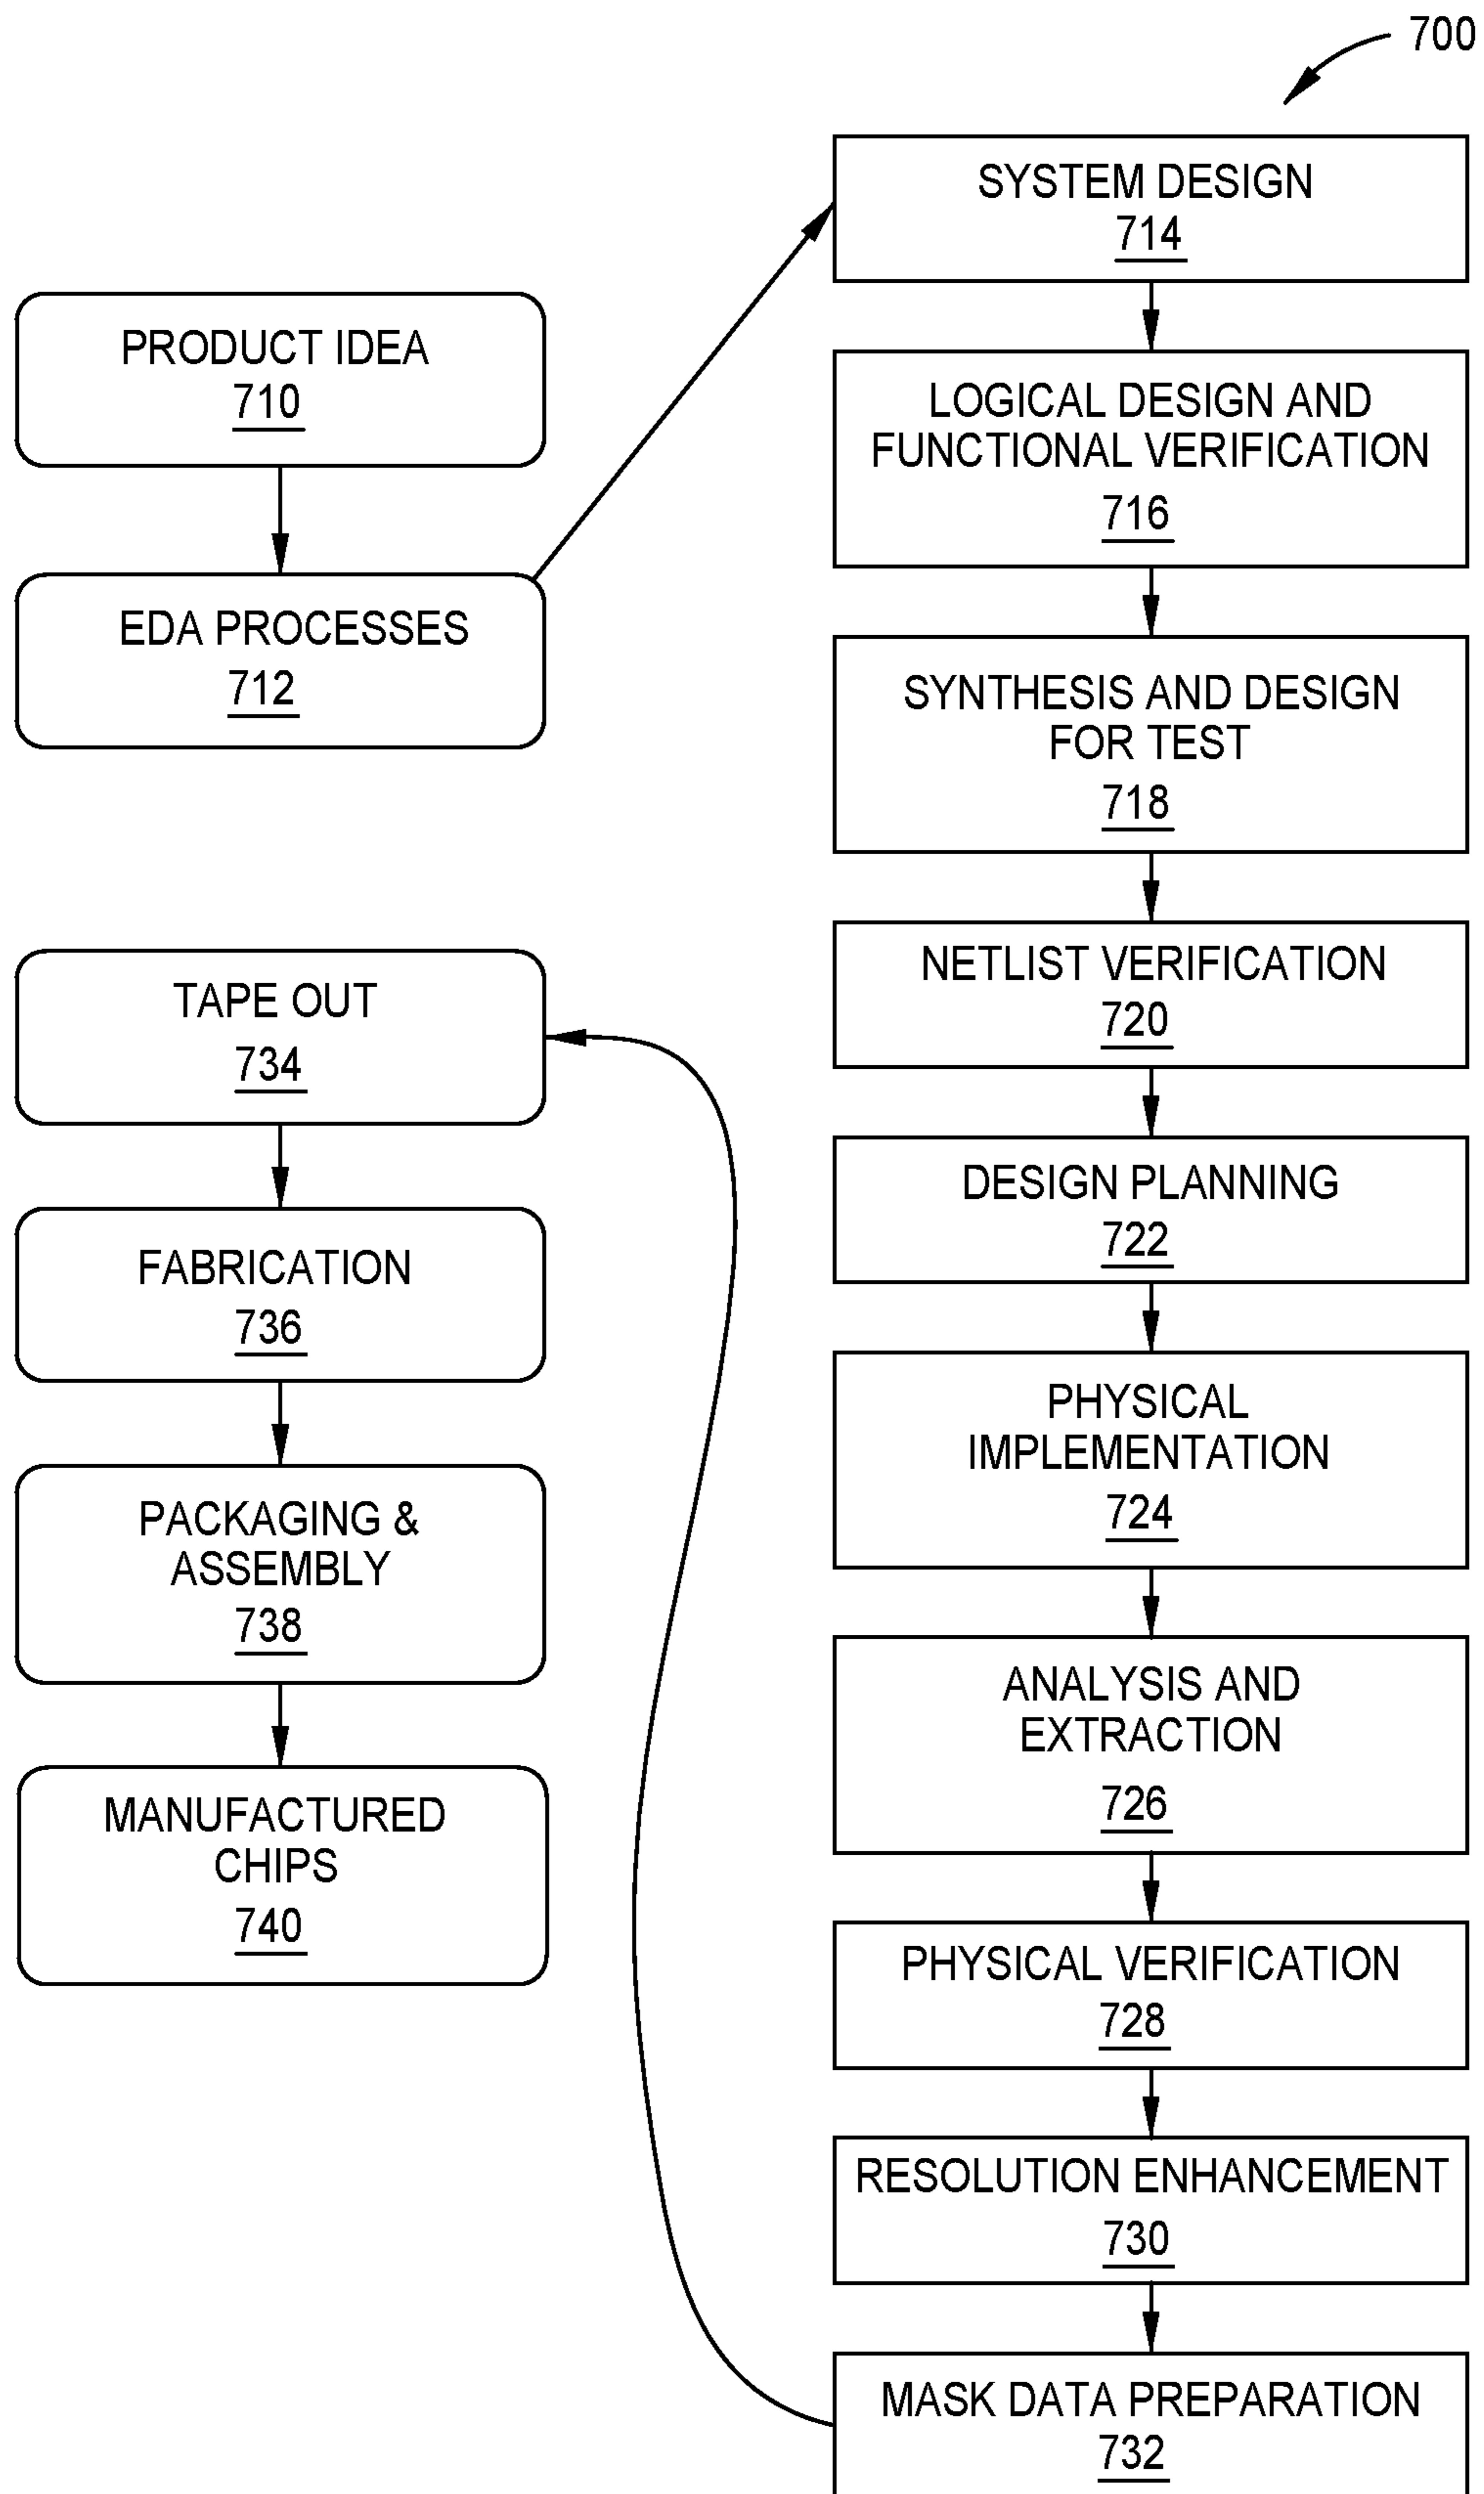 700
PRODUCT IDEA
710
EDA PROCESSES
712
SYSTEM DESIGN
714
LOGICAL DESIGN AND
FUNCTIONAL VERIFICATION
716
SYNTHESIS AND DESIGN
FOR TEST
718
NETLIST VERIFICATION
720
DESIGN PLANNING
722
PHYSICAL
IMPLEMENTATION
724
ANALYSIS AND
EXTRACTION
726
PHYSICAL VERIFICATION
728
RESOLUTION ENHANCEMENT
730
MASK DATA PREPARATION
732
TAPE OUT
734
FABRICATION
736
PACKAGING &
ASSEMBLY
738
MANUFACTURED
CHIPS
740